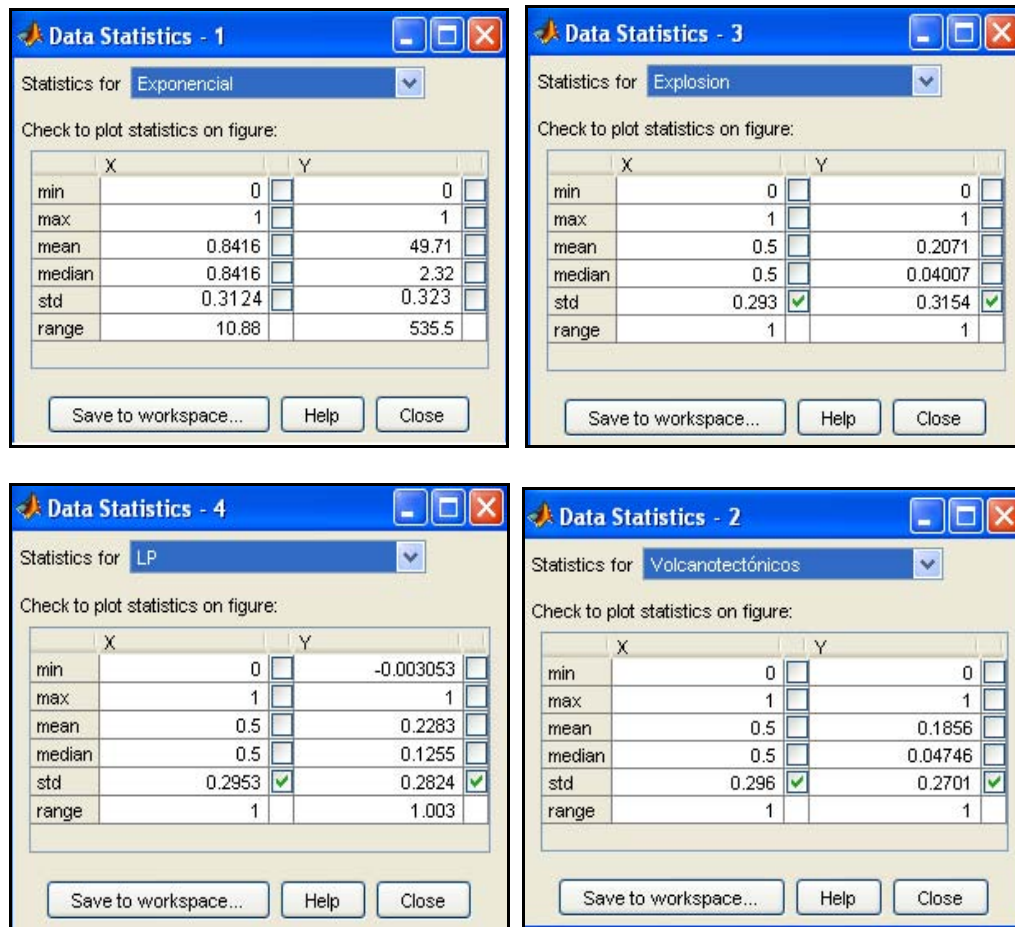 Data Statistics - 1
Statistics for Exponencial
Check to plot statistics on figure:
X Y
min 0 0
max 1 1
mean 0.8416 49.71
median 0.8416 2.32
std 0.3124 0.323
range 10.88 535.5
Save to workspace... Help Close
Data Statistics - 3
Statistics for Explosion
Check to plot statistics on figure:
X Y
min 0 0
max 1 1
mean 0.5 0.2071
median 0.5 0.04007
std 0.293 0.3154
range 1 1
Save to workspace... Help Close
Data Statistics - 4
Statistics for LP
Check to plot statistics on figure:
X Y
min 0 -0.003053
max 1 1
mean 0.5 0.2283
median 0.5 0.1255
std 0.2953 0.2824
range 1 1.003
Save to workspace... Help Close
Data Statistics - 2
Statistics for Volcanotectónicos
Check to plot statistics on figure:
X Y
min 0 0
max 1 1
mean 0.5 0.1856
median 0.5 0.04746
std 0.296 0.2701
range 1 1
Save to workspace... Help Close